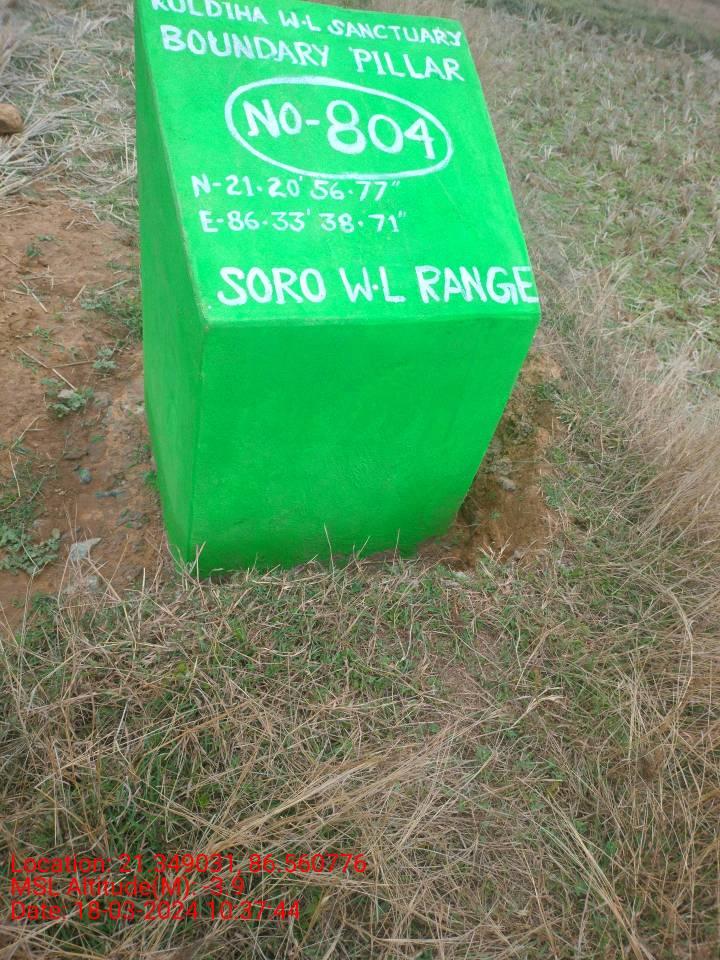 KULDIHA W.L SANCTUARY
BOUNDARY PILLAR
NO-804
N-21·20' 56·77"
E-86·33' 38·71"
SORO W·L RANGE
Location: 21.349031, 86.560776
MSL Altitude(M): -3.9
Date: 18-03-2024 10:37:44